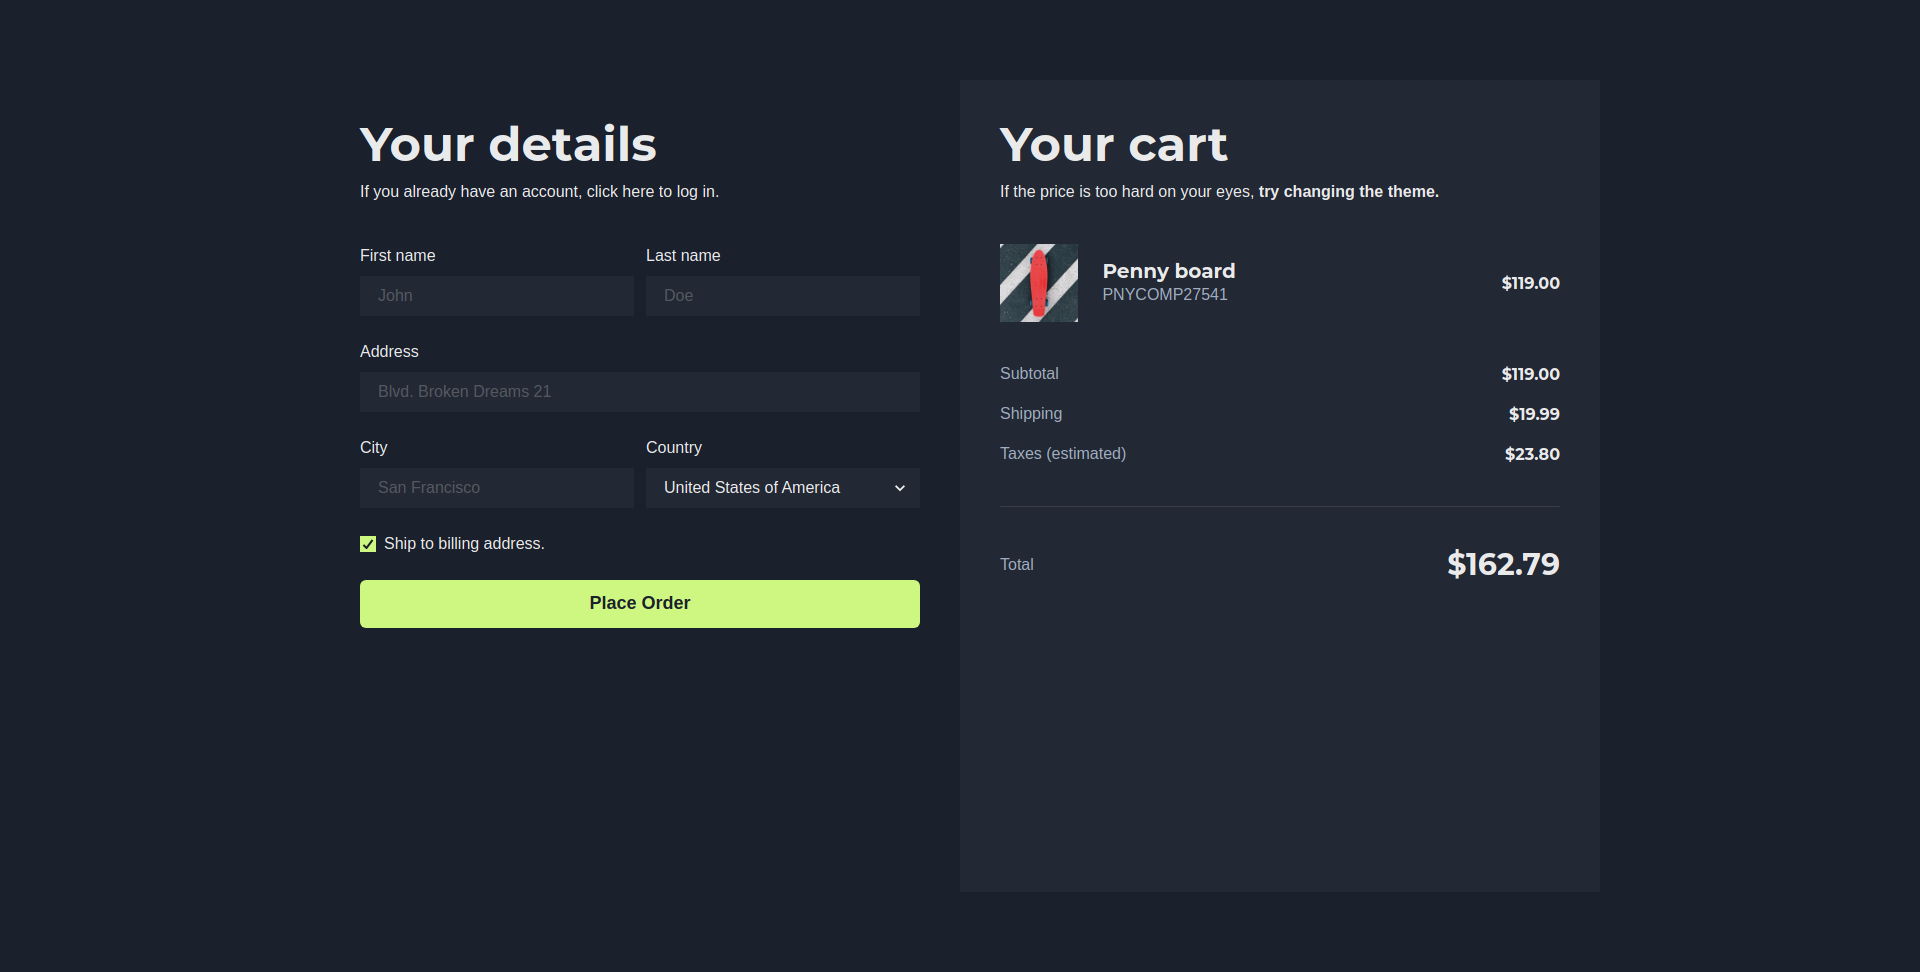 Your details
If you already have an account, click here to log in.
First name
Last name
John
Doe
Address
Blvd. Broken Dreams 21
City
Country
San Francisco
United States of America
Ship to billing address.
Place Order
Your cart
If the price is too hard on your eyes, try changing the theme.
Penny board
PNYCOMP27541
$119.00
Subtotal
$119.00
Shipping
$19.99
Taxes (estimated)
$23.80
Total
$162.79